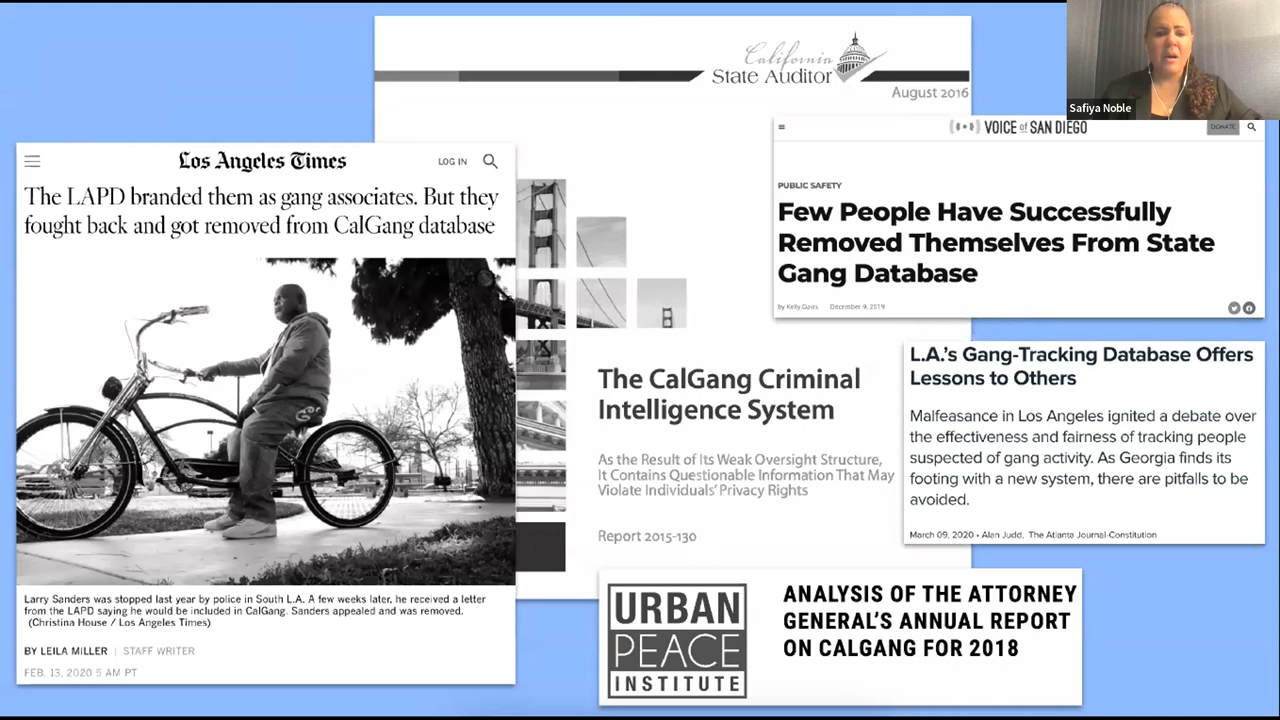 California
State Auditor
August 2016
Safiya Noble
Los Angeles Times
LOG IN
The LAPD branded them as gang associates. But they
fought back and got removed from CalGang database
Larry Sanders was stopped last year by police in South L.A. A few weeks later, he received a letter
from the LAPD saying he would be included in CalGang. Sanders appealed and was removed.
(Christina House / Los Angeles Times)
BY LEILA MILLER | STAFF WRITER
FEB. 13, 2020 5 AM PT
The CalGang Criminal
Intelligence System
As the Result of Its Weak Oversight Structure,
It Contains Questionable Information That May
Violate Individuals' Privacy Rights
Report 2015-130
VOICE of SAN DIEGO
DONATE
PUBLIC SAFETY
Few People Have Successfully
Removed Themselves From State
Gang Database
by Kelly Davis December 9, 2019
L.A.'s Gang-Tracking Database Offers
Lessons to Others
Malfeasance in Los Angeles ignited a debate over
the effectiveness and fairness of tracking people
suspected of gang activity. As Georgia finds its
footing with a new system, there are pitfalls to be
avoided.
March 09, 2020 • Alan Judd, The Atlanta Journal-Constitution
URBAN
PEACE
INSTITUTE
ANALYSIS OF THE ATTORNEY
GENERAL'S ANNUAL REPORT
ON CALGANG FOR 2018